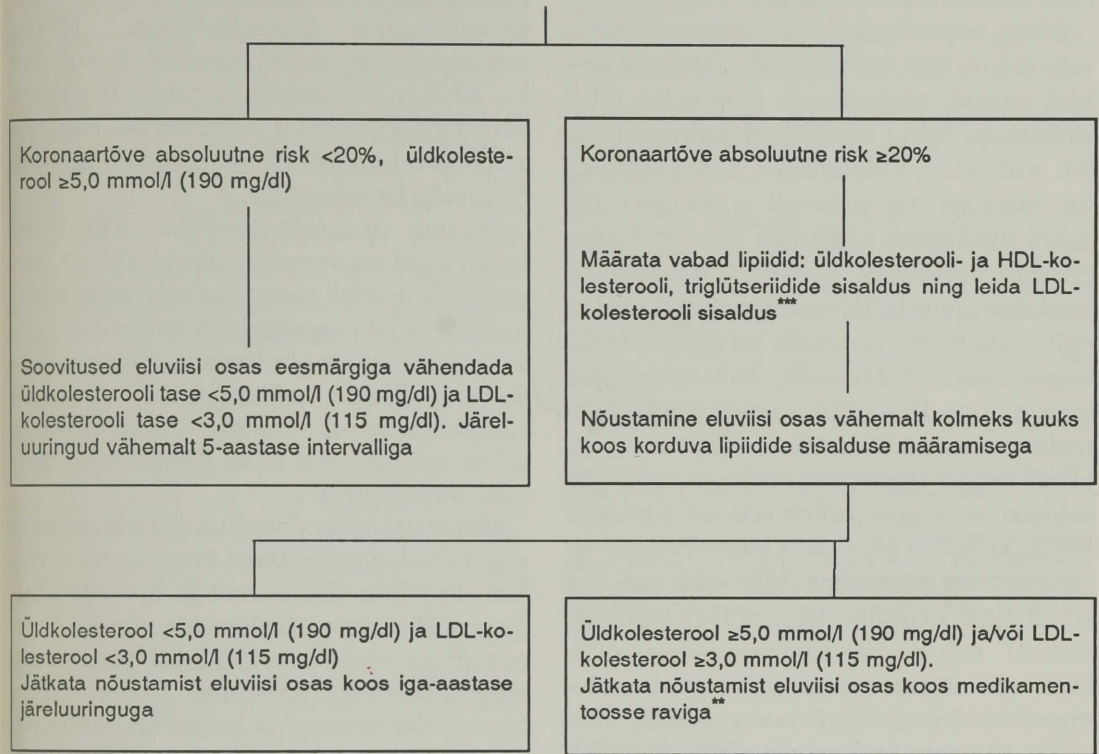 Koronaartõve absoluutne risk <20%, üldkoleste-
rool ≥5,0 mmol/l (190 mg/dl)
Soovitused eluviisi osas eesmärgiga vähendada
üldkolesterooli tase <5,0 mmol/l (190 mg/dl) ja LDL-
kolesterooli tase <3,0 mmol/l (115 mg/dl). Järel-
uuringud vähemalt 5-aastase intervalliga
Koronaartõve absoluutne risk ≥20%
Määrata vabad lipiidid: üldkolesterooli- ja HDL-ko-
lesterooli, triglütseriidide sisaldus ning leida LDL-
kolesterooli sisaldus***
Nõustamine eluviisi osas vähemalt kolmeks kuuks
koos korduva lipiidide sisalduse määramisega
Üldkolesterool <5,0 mmol/l (190 mg/dl) ja LDL-ko-
lesterool <3,0 mmol/l (115 mg/dl)
Jätkata nõustamist eluviisi osas koos iga-aastase
järeluuringuga
Üldkolesterool ≥5,0 mmol/l (190 mg/dl) ja/või LDL-
kolesterool ≥3,0 mmol/l (115 mg/dl).
Jätkata nõustamist eluviisi osas koos medikamen-
toosse raviga**